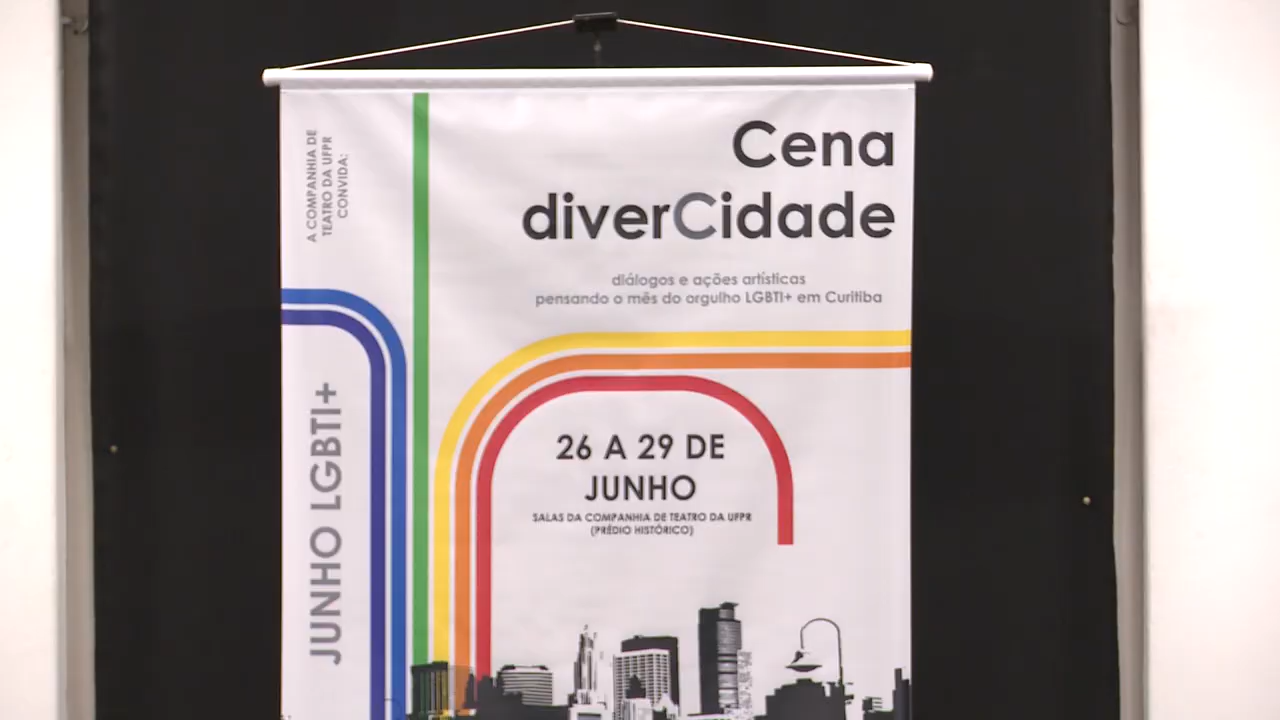 A COMPANHIA DE
TEATRO DA UFPR
CONVIDA:
Cena
diverCidade
diálogos e ações artísticas
pensando o mês do orgulho LGBTI+ em Curitiba
JUNHO LGBTI+
26 A 29 DE
JUNHO
SALAS DA COMPANHIA DE TEATRO DA UFPR
(PRÉDIO HISTÓRICO)